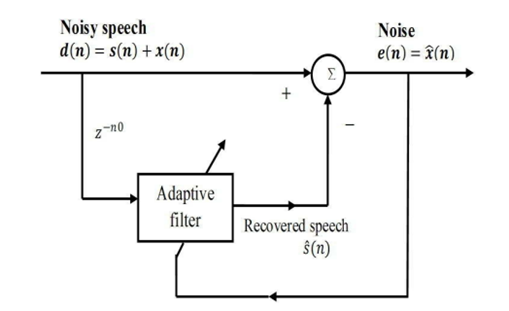 Noisy speech
d(n) = s(n) + x(n)
Noise
e(n) = x̂(n)
Σ
+
−
z⁻ⁿ⁰
Adaptive
filter
Recovered speech
ŝ(n)